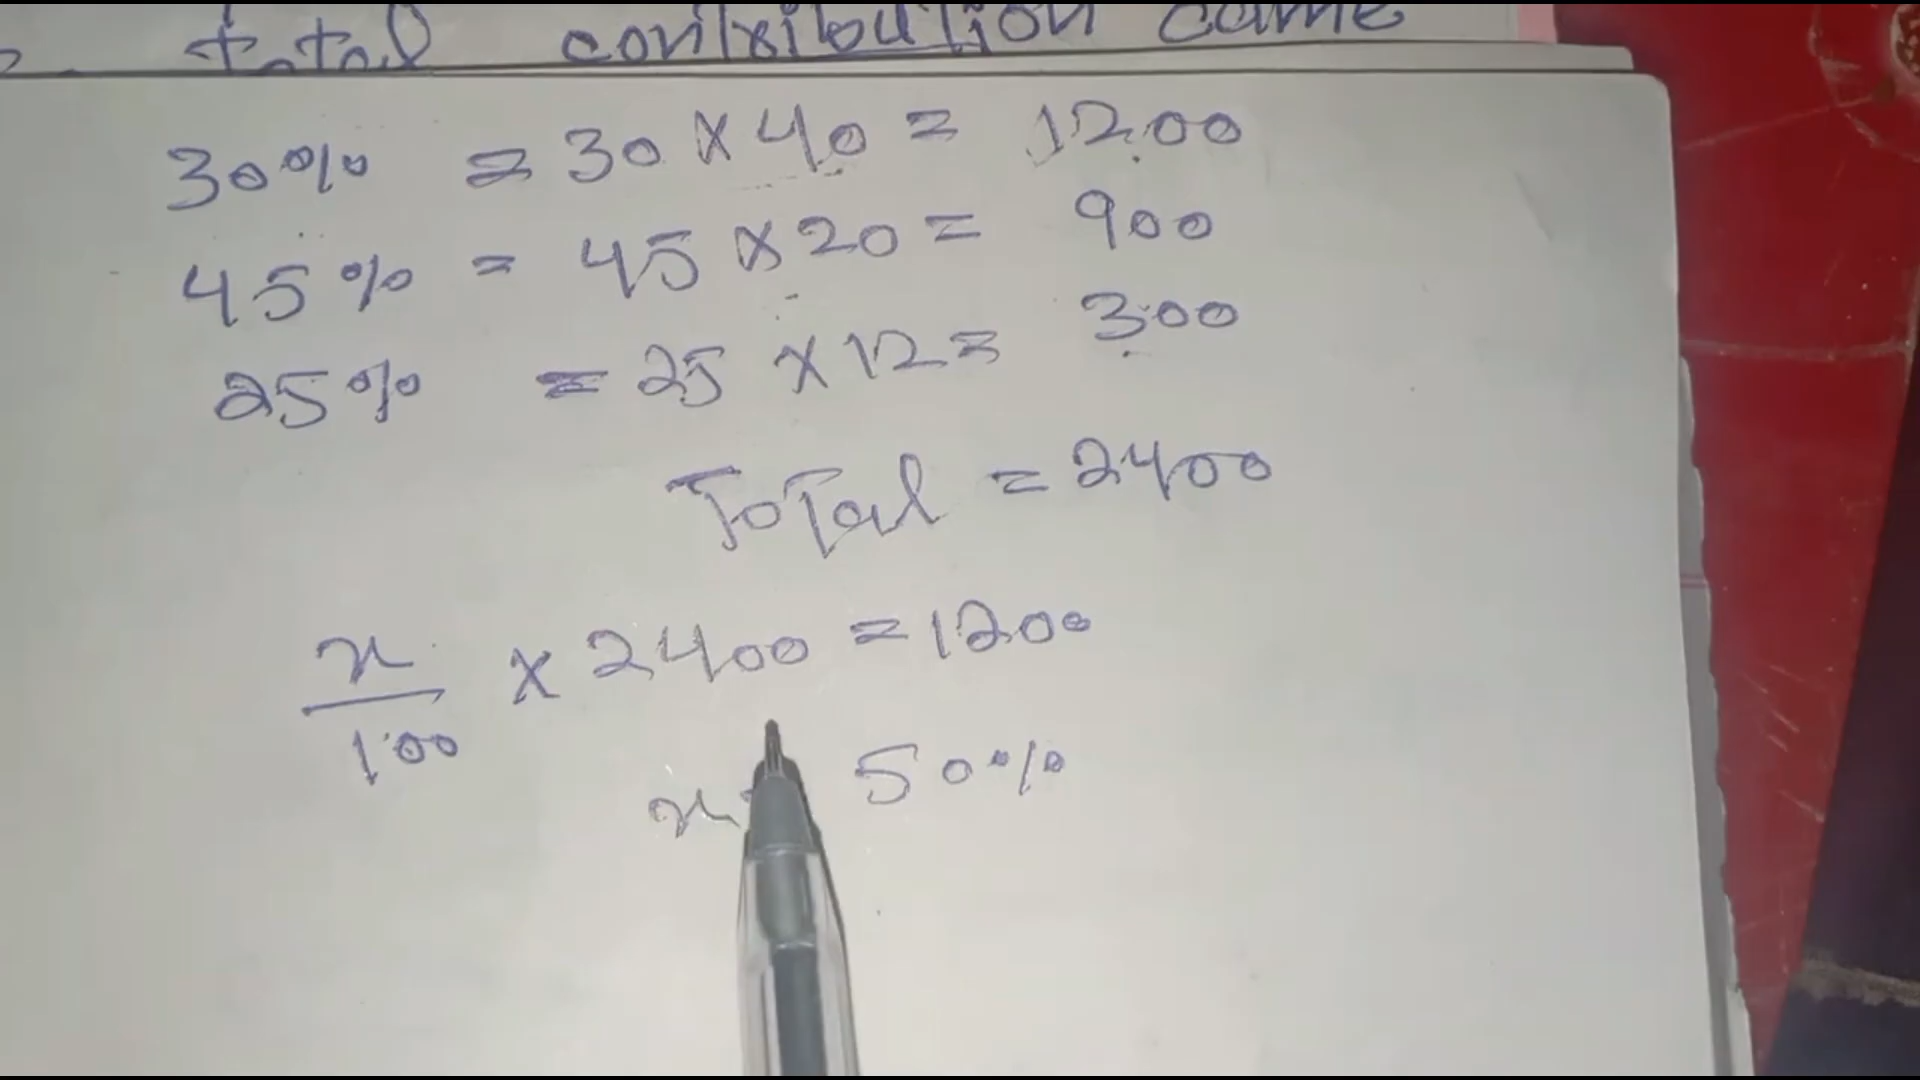 total contribution came
30% = 30 × 40 = 1200
45% = 45 × 20 = 900
25% = 25 × 12 = 300
Total = 2400
x/100 × 2400 = 1200
x 50%